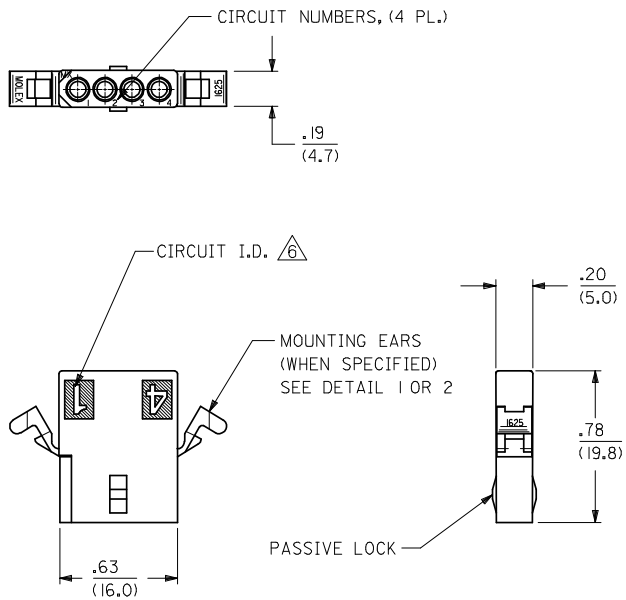 CIRCUIT NUMBERS, (4 PL.)
MOLEX
1 2 3 4
1625
.19
(4.7)
CIRCUIT I.D. 6
.20
(5.0)
MOUNTING EARS
(WHEN SPECIFIED)
SEE DETAIL 1 OR 2
1 4
1625
.78
(19.8)
PASSIVE LOCK
.63
(16.0)